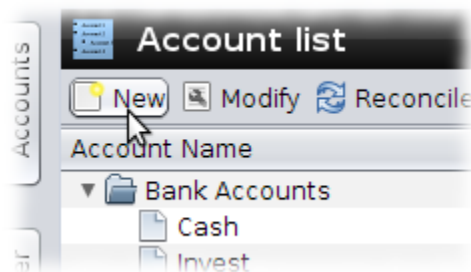 Account list
Accounts
New Modify Reconcile
Account Name
Bank Accounts
Cash
Invest